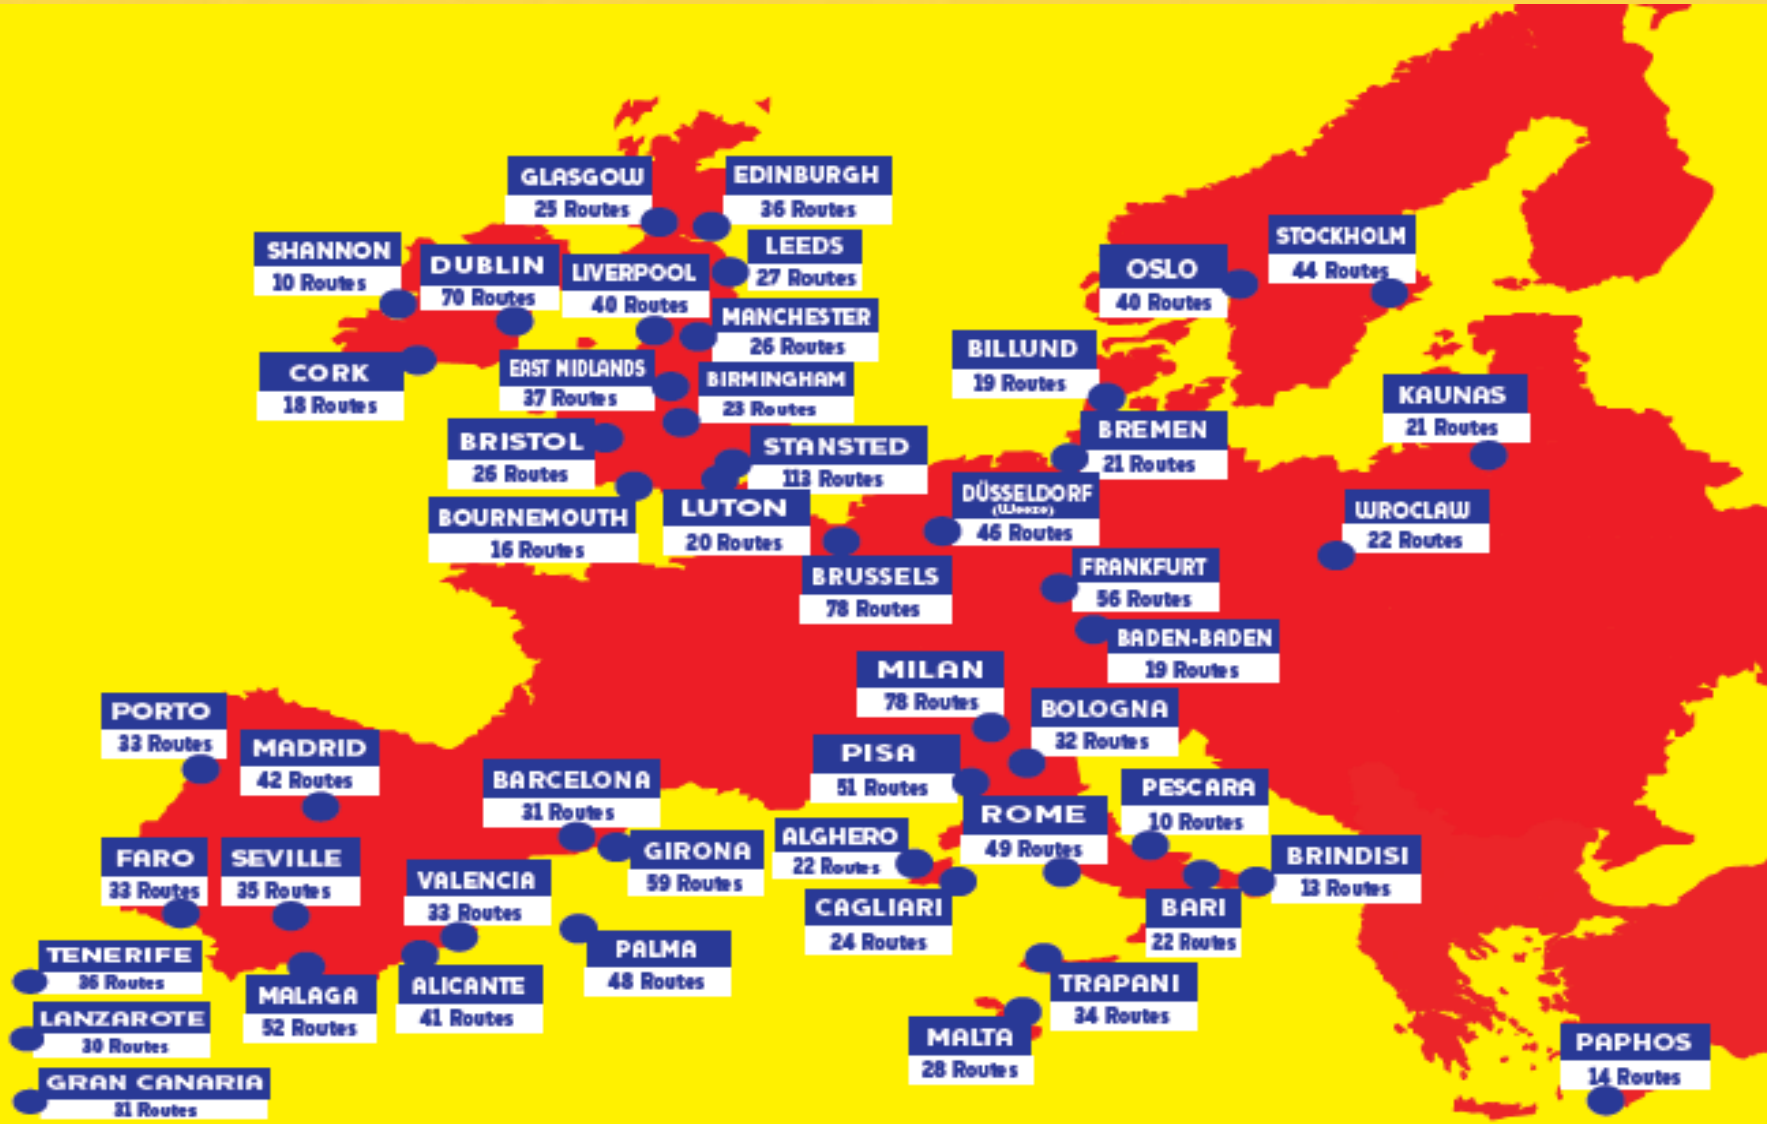 GLASGOW
25 Routes
EDINBURGH
36 Routes
SHANNON
10 Routes
DUBLIN
70 Routes
LIVERPOOL
40 Routes
LEEDS
27 Routes
MANCHESTER
26 Routes
CORK
18 Routes
EAST MIDLANDS
37 Routes
BIRMINGHAM
23 Routes
BRISTOL
26 Routes
STANSTED
113 Routes
BOURNEMOUTH
16 Routes
LUTON
20 Routes
OSLO
40 Routes
STOCKHOLM
44 Routes
BILLUND
19 Routes
BREMEN
21 Routes
KAUNAS
21 Routes
DÜSSELDORF
(Weeze)
46 Routes
WROCLAW
22 Routes
BRUSSELS
78 Routes
FRANKFURT
56 Routes
BADEN-BADEN
19 Routes
MILAN
78 Routes
BOLOGNA
32 Routes
PORTO
33 Routes
MADRID
42 Routes
BARCELONA
31 Routes
PISA
51 Routes
PESCARA
10 Routes
ROME
49 Routes
GIRONA
59 Routes
ALGHERO
22 Routes
BRINDISI
13 Routes
FARO
33 Routes
SEVILLE
35 Routes
VALENCIA
33 Routes
CAGLIARI
24 Routes
BARI
22 Routes
PALMA
48 Routes
TENERIFE
36 Routes
MALAGA
52 Routes
ALICANTE
41 Routes
TRAPANI
34 Routes
LANZAROTE
30 Routes
MALTA
28 Routes
PAPHOS
14 Routes
GRAN CANARIA
31 Routes